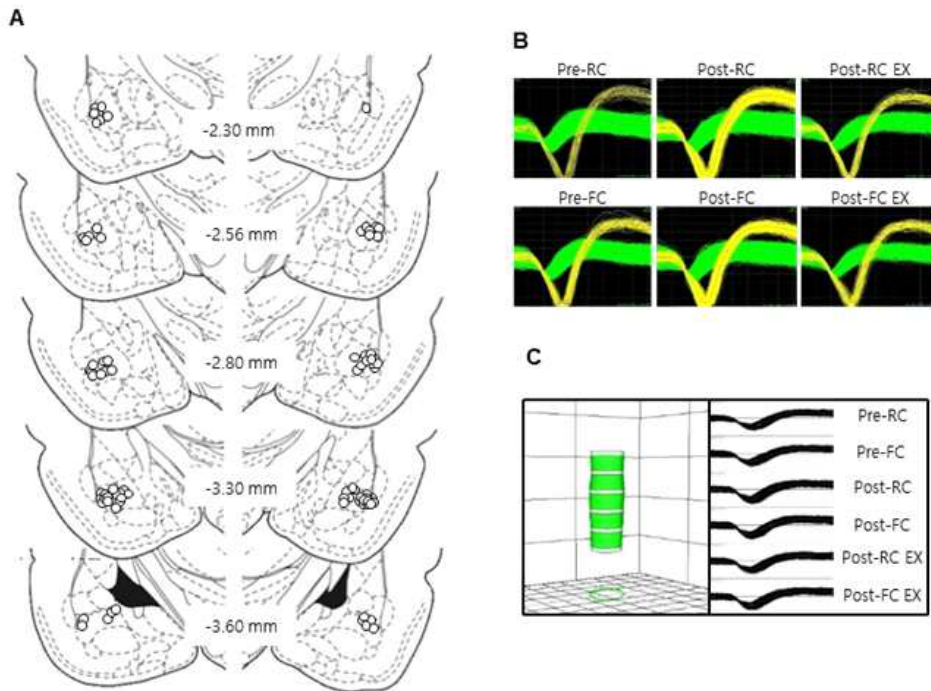 A
-2.30 mm
-2.56 mm
-2.80 mm
-3.30 mm
-3.60 mm
B
Pre-RC Post-RC Post-RC EX
Pre-FC Post-FC Post-FC EX
C
Pre-RC
Pre-FC
Post-RC
Post-FC
Post-RC EX
Post-FC EX